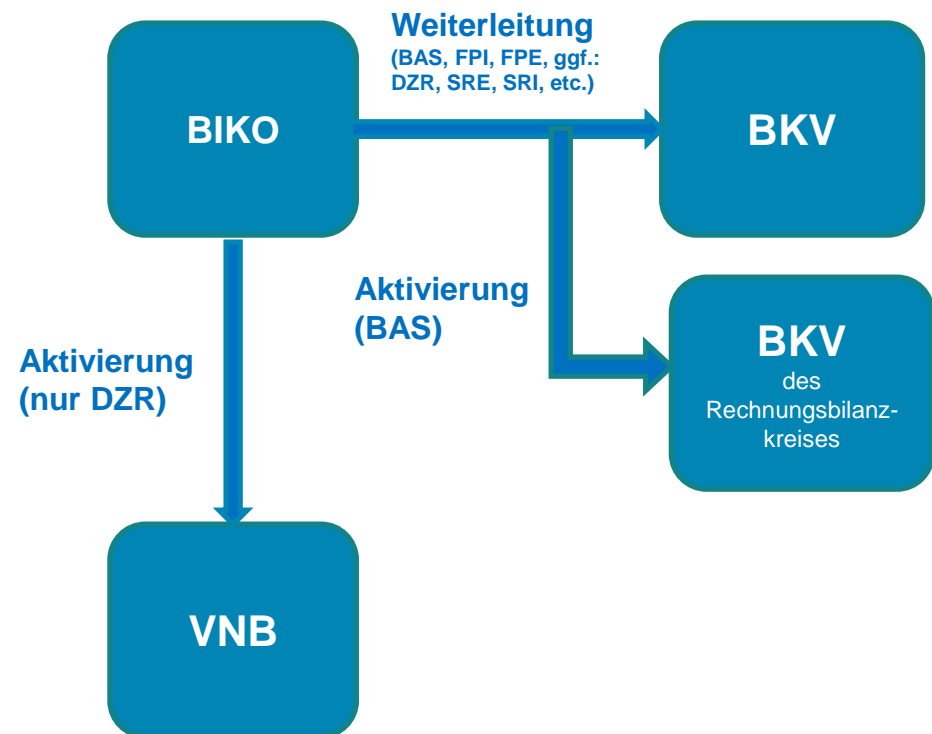 Weiterleitung
(BAS, FPI, FPE, ggf.:
DZR, SRE, SRI, etc.)
BIKO
BKV
Aktivierung
(BAS)
BKV
des
Rechnungsbilanz-
kreises
Aktivierung
(nur DZR)
VNB